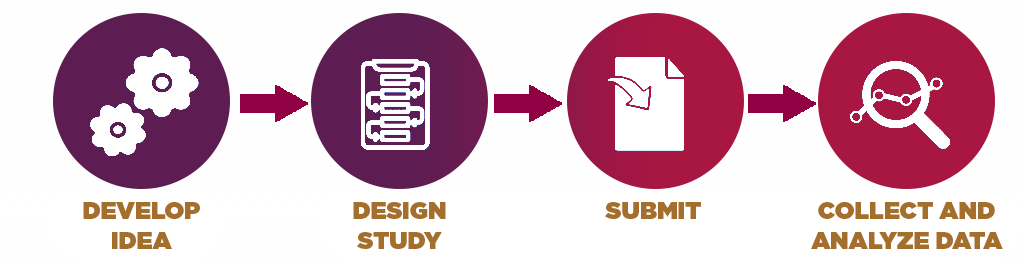 DEVELOP
IDEA
DESIGN
STUDY
SUBMIT
COLLECT AND
ANALYZE DATA